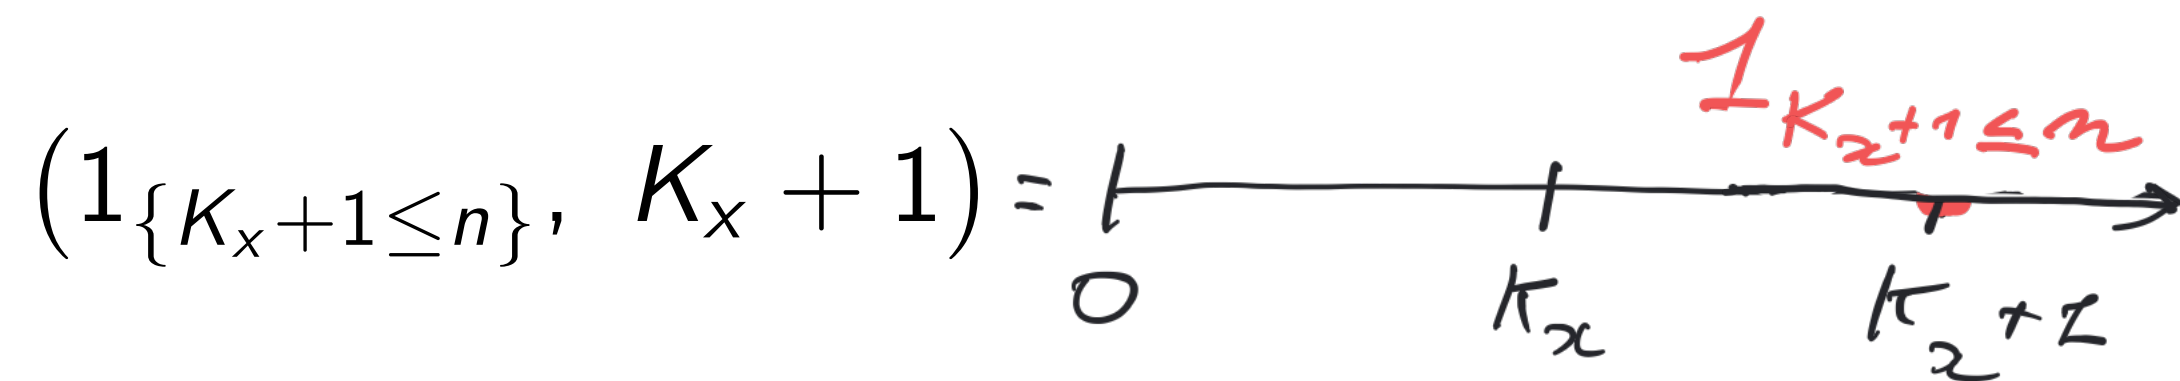 1_{K_x+1≤n}
(1_{{K_x+1≤n}}, K_x + 1) =
0 K_x K_x + 1